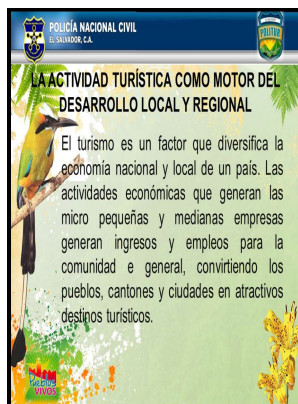 POLICÍA NACIONAL CIVIL
EL SALVADOR, C.A.
POLITUR
LA ACTIVIDAD TURÍSTICA COMO MOTOR DEL
DESARROLLO LOCAL Y REGIONAL
El turismo es un factor que diversifica la
economía nacional y local de un país. Las
actividades económicas que generan las
micro pequeñas y medianas empresas
generan ingresos y empleos para la
comunidad e general, convirtiendo los
pueblos, cantones y ciudades en atractivos
destinos turísticos.
Pueblos
VIVOS